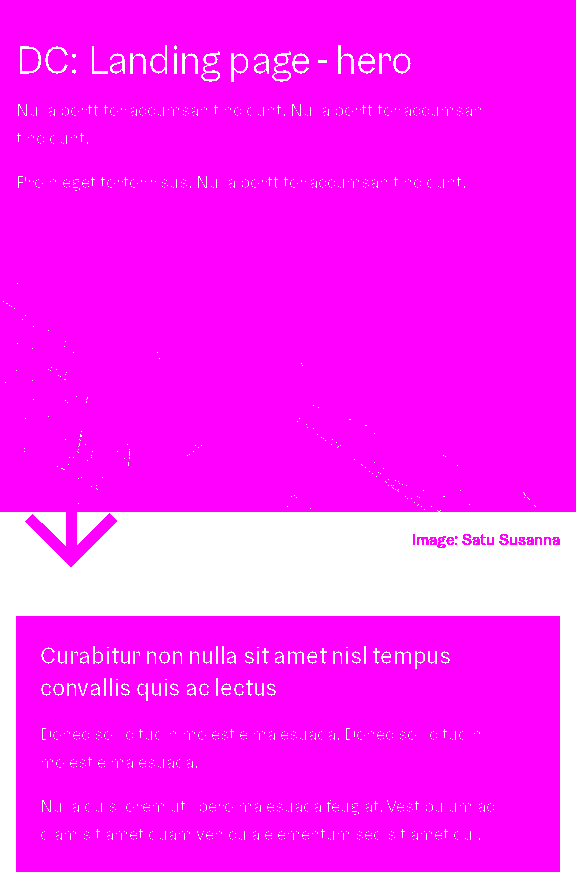 DC: Landing page - hero
Nulla porttitor accumsan tincidunt. Nulla porttitor accumsan
tincidunt.
Proin eget tortor risus. Nulla porttitor accumsan tincidunt.
Image: Satu Susanna
Curabitur non nulla sit amet nisl tempus
convallis quis ac lectus
Donec sollicitudin molestie malesuada. Donec sollicitudin
molestie malesuada.
Nulla quis lorem ut libero malesuada feugiat. Vestibulum ac
diam sit amet quam vehicula elementum sed sit amet dui.